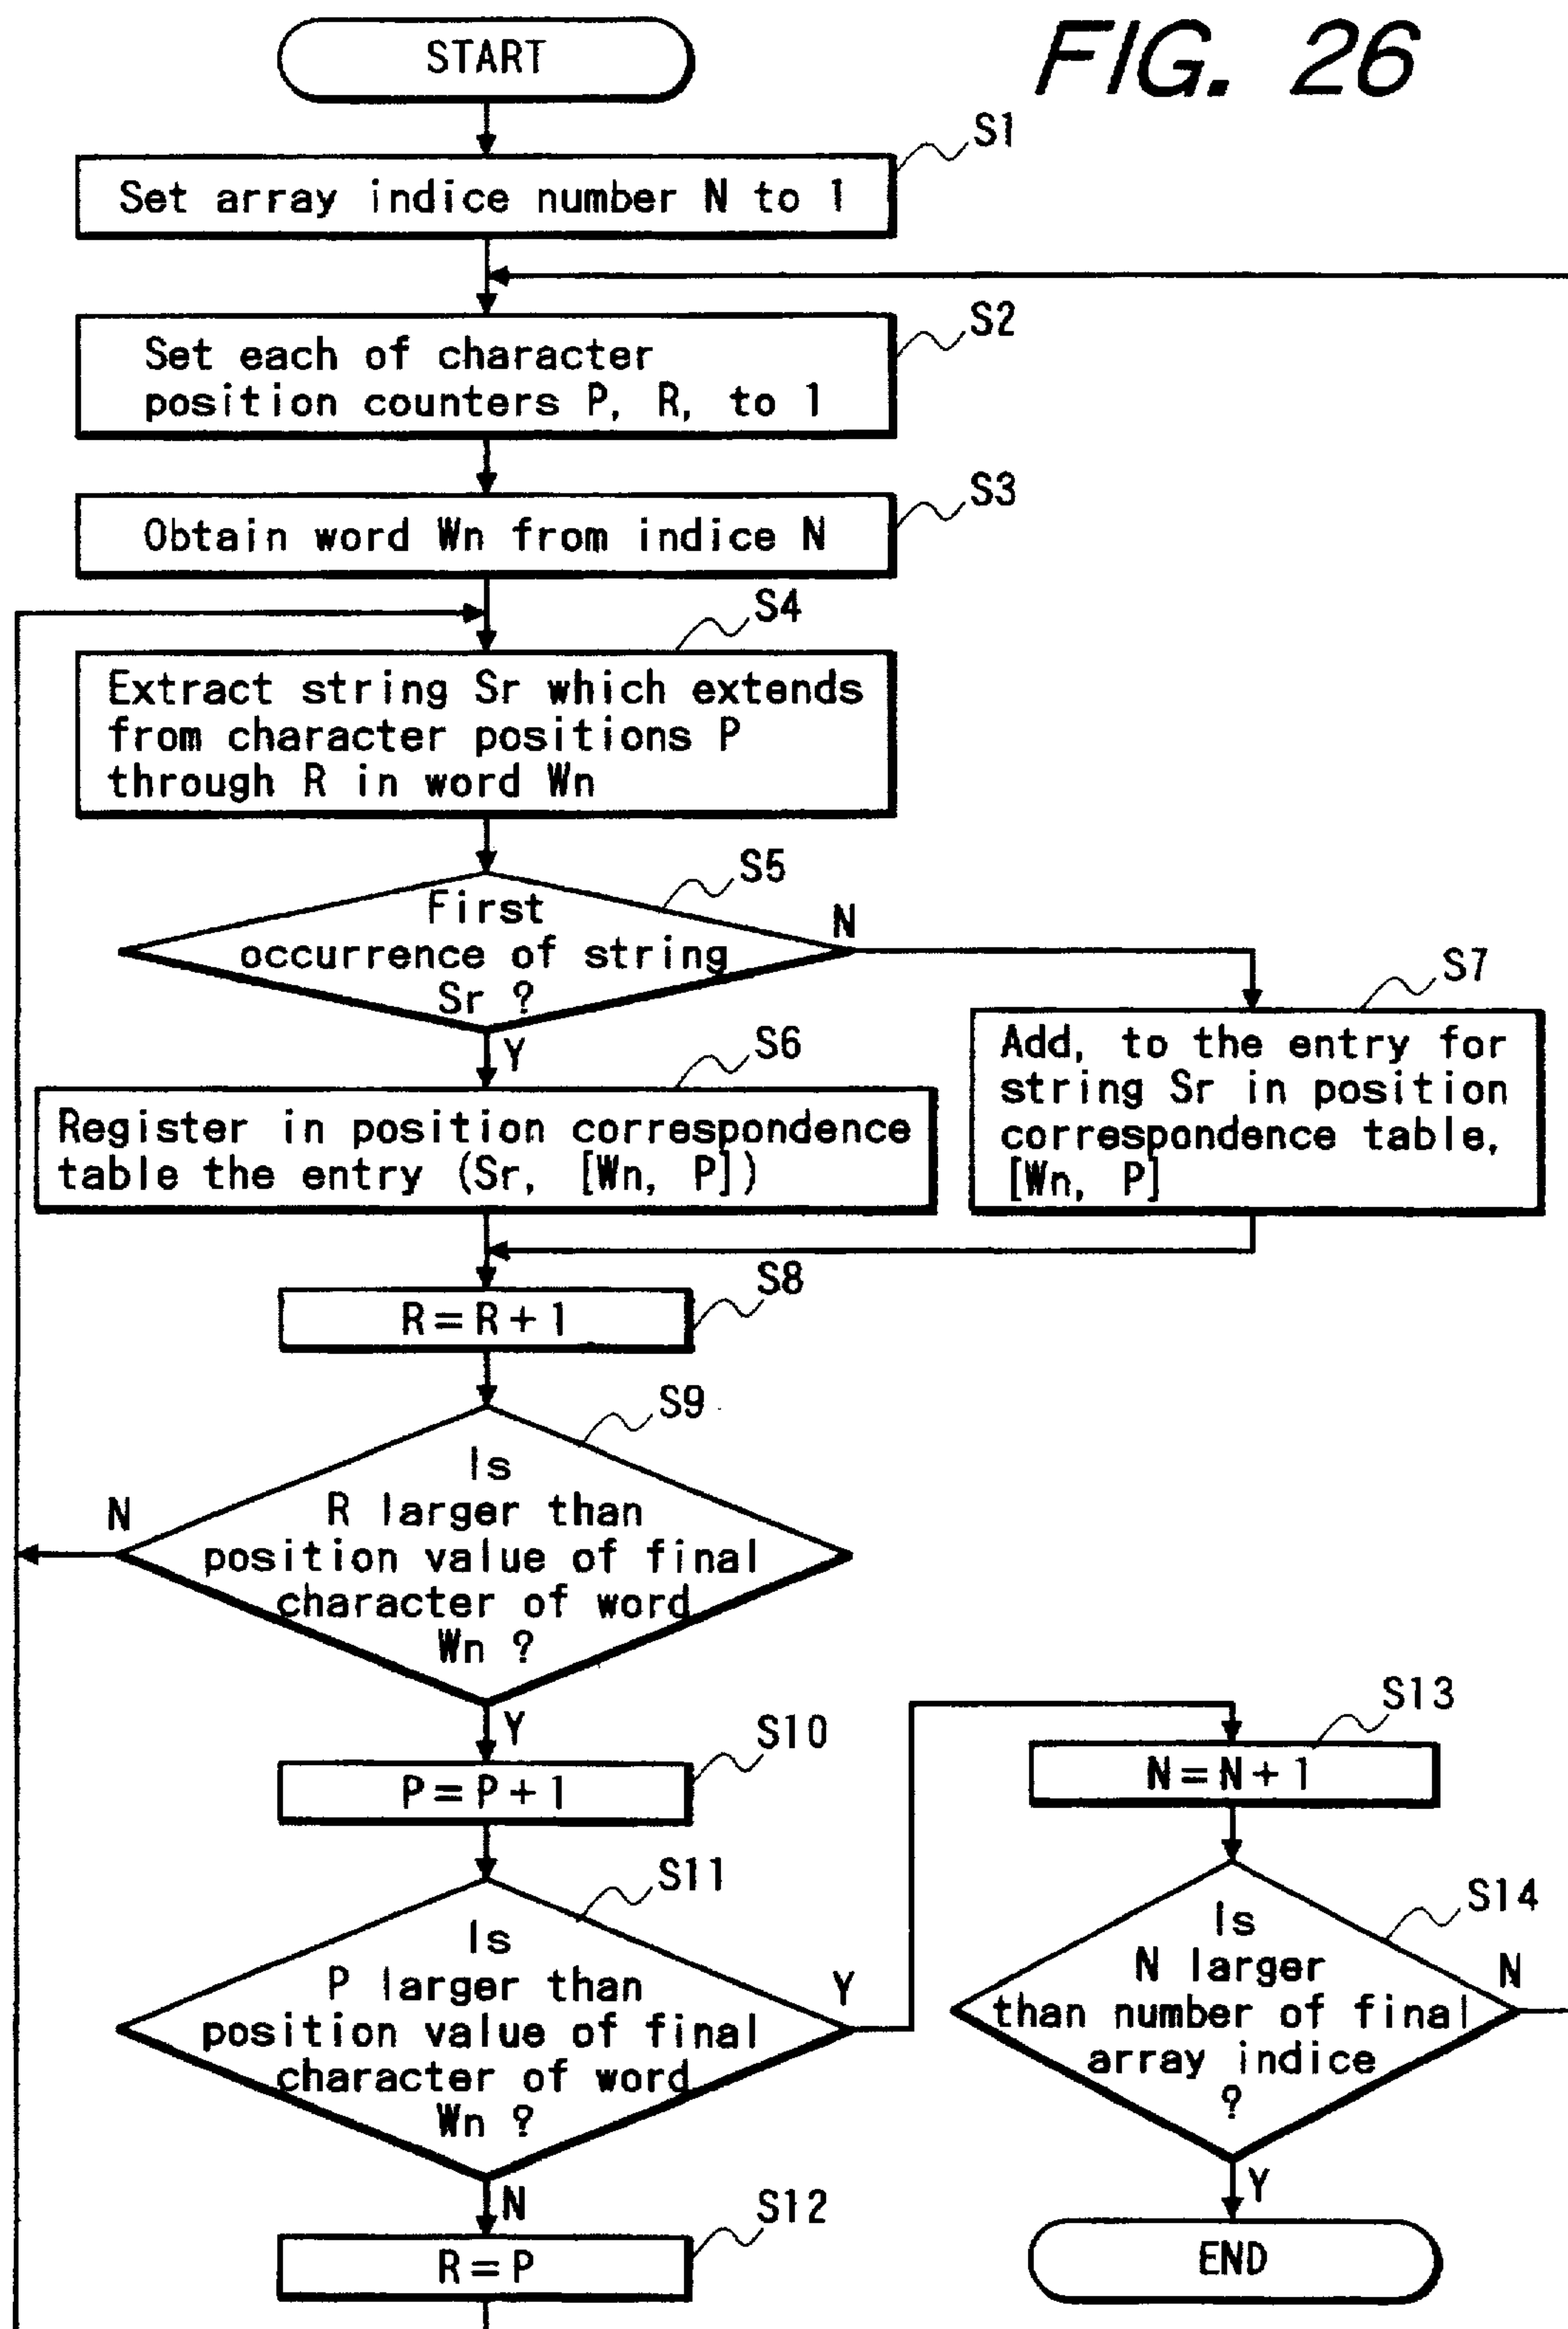 FIG. 26
START
S1
Set array indice number N to 1
S2
Set each of character
position counters P, R, to 1
S3
Obtain word Wn from indice N
S4
Extract string Sr which extends
from character positions P
through R in word Wn
S5
First
occurrence of string
Sr ?
N
Y
S6
Register in position correspondence
table the entry (Sr, [Wn, P])
S7
Add, to the entry for
string Sr in position
correspondence table,
[Wn, P]
S8
R=R+1
S9
Is
R larger than
position value of final
character of word
Wn ?
N
Y
S10
P=P+1
S11
Is
P larger than
position value of final
character of word
Wn ?
Y
N
S12
R=P
S13
N=N+1
S14
Is
N larger
than number of final
array indice
?
N
Y
END